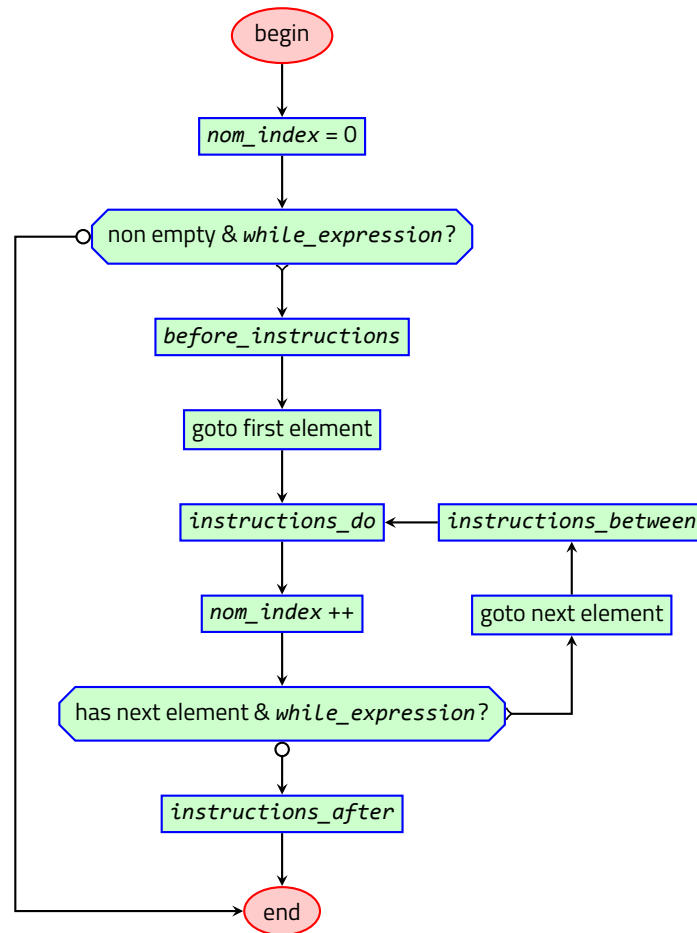 begin
nom_index = 0
non empty & while_expression?
before_instructions
goto first element
instructions_do
instructions_between
nom_index ++
goto next element
has next element & while_expression?
instructions_after
end